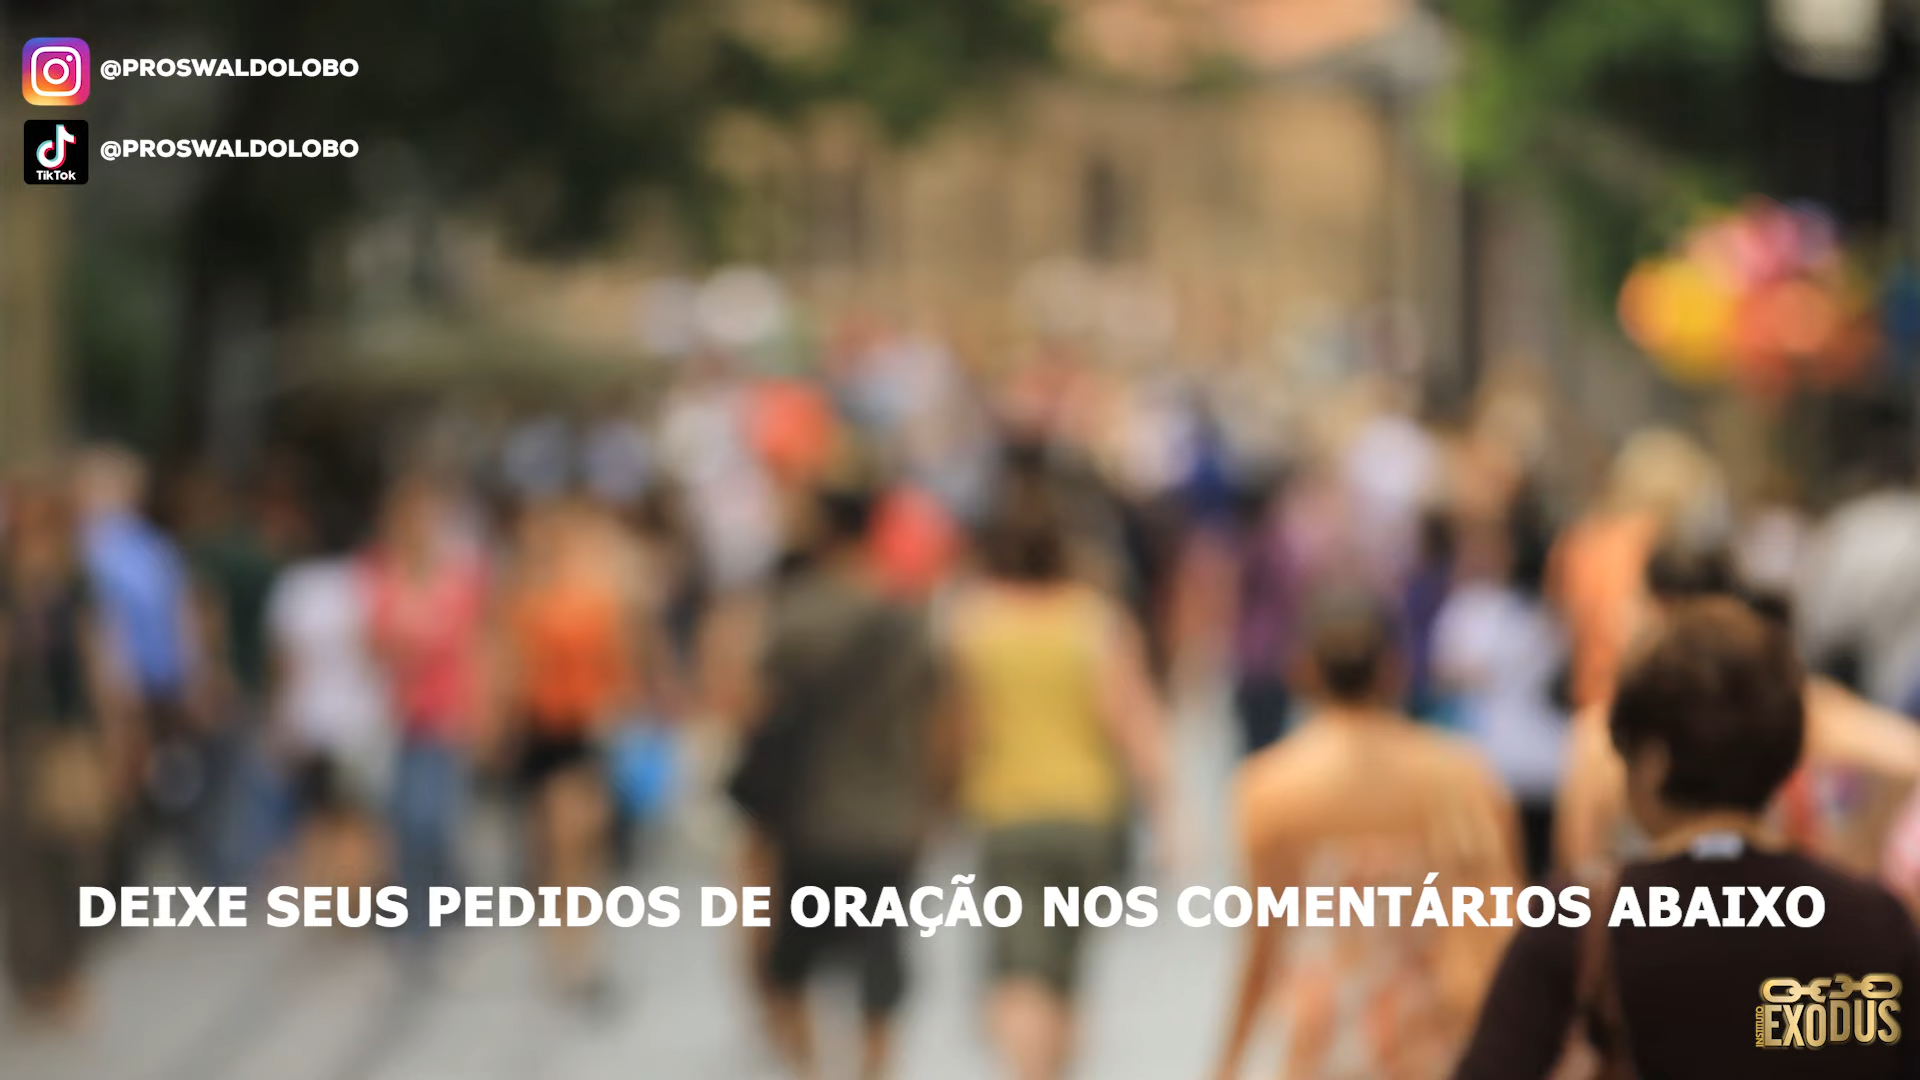 @PROSWALDOLOBO
TikTok
@PROSWALDOLOBO
DEIXE SEUS PEDIDOS DE ORAÇÃO NOS COMENTÁRIOS ABAIXO
INSTITUTO
EXODUS